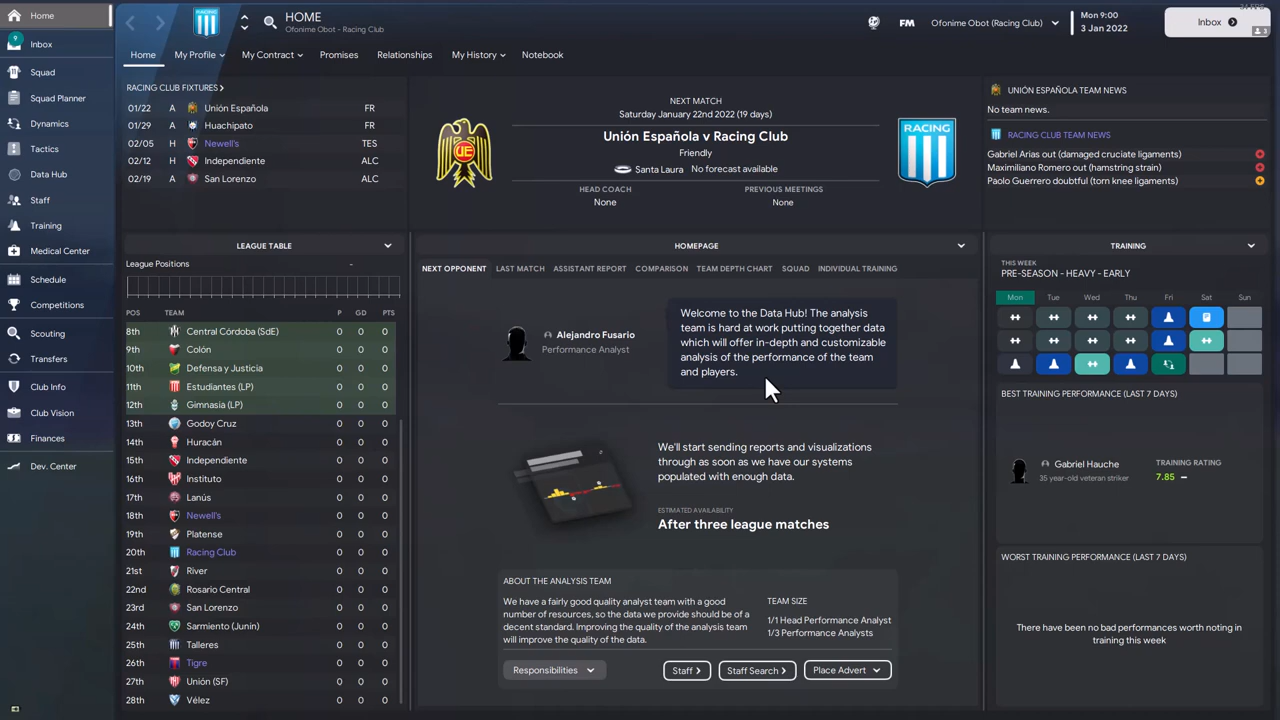 Home
9
Inbox
Squad
Squad Planner
Dynamics
Tactics
Data Hub
Staff
Training
Medical Center
Schedule
Competitions
Scouting
Transfers
Club Info
Club Vision
Finances
Dev. Center
HOME
Ofonime Obot - Racing Club
FM
Ofonime Obot (Racing Club)
Mon 9:00
3 Jan 2022
Inbox
3
Home
My Profile
My Contract
Promises
Relationships
My History
Notebook
RACING CLUB FIXTURES
01/22 A Unión Española FR
01/29 A Huachipato FR
02/05 H Newell's TES
02/12 H Independiente ALC
02/19 A San Lorenzo ALC
NEXT MATCH
Saturday January 22nd 2022 (19 days)
Unión Española v Racing Club
Friendly
Santa Laura No forecast available
HEAD COACH PREVIOUS MEETINGS
None None
RACING
UNIÓN ESPAÑOLA TEAM NEWS
No team news.
RACING CLUB TEAM NEWS
Gabriel Arias out (damaged cruciate ligaments)
Maximiliano Romero out (hamstring strain)
Paolo Guerrero doubtful (torn knee ligaments)
LEAGUE TABLE
League Positions -
POS TEAM P GD PTS
8th Central Córdoba (SdE) 0 0 0
9th Colón 0 0 0
10th Defensa y Justicia 0 0 0
11th Estudiantes (LP) 0 0 0
12th Gimnasia (LP) 0 0 0
13th Godoy Cruz 0 0 0
14th Huracán 0 0 0
15th Independiente 0 0 0
16th Instituto 0 0 0
17th Lanús 0 0 0
18th Newell's 0 0 0
19th Platense 0 0 0
20th Racing Club 0 0 0
21st River 0 0 0
22nd Rosario Central 0 0 0
23rd San Lorenzo 0 0 0
24th Sarmiento (Junín) 0 0 0
25th Talleres 0 0 0
26th Tigre 0 0 0
27th Unión (SF) 0 0 0
28th Vélez 0 0 0
HOMEPAGE
NEXT OPPONENT LAST MATCH ASSISTANT REPORT COMPARISON TEAM DEPTH CHART SQUAD INDIVIDUAL TRAINING
Alejandro Fusario
Performance Analyst
Welcome to the Data Hub! The analysis
team is hard at work putting together data
which will offer in-depth and customizable
analysis of the performance of the team
and players.
We'll start sending reports and visualizations
through as soon as we have our systems
populated with enough data.
ESTIMATED AVAILABILITY
After three league matches
ABOUT THE ANALYSIS TEAM
We have a fairly good quality analyst team with a good
number of resources, so the data we provide should be of a
decent standard. Improving the quality of the analysis team
will improve the quality of the data.
TEAM SIZE
1/1 Head Performance Analyst
1/3 Performance Analysts
Responsibilities
Staff
Staff Search
Place Advert
TRAINING
THIS WEEK
PRE-SEASON - HEAVY - EARLY
Mon Tue Wed Thu Fri Sat Sun
BEST TRAINING PERFORMANCE (LAST 7 DAYS)
Gabriel Hauche
35 year-old veteran striker
TRAINING RATING
7.85 –
WORST TRAINING PERFORMANCE (LAST 7 DAYS)
There have been no bad performances worth noting in
training this week